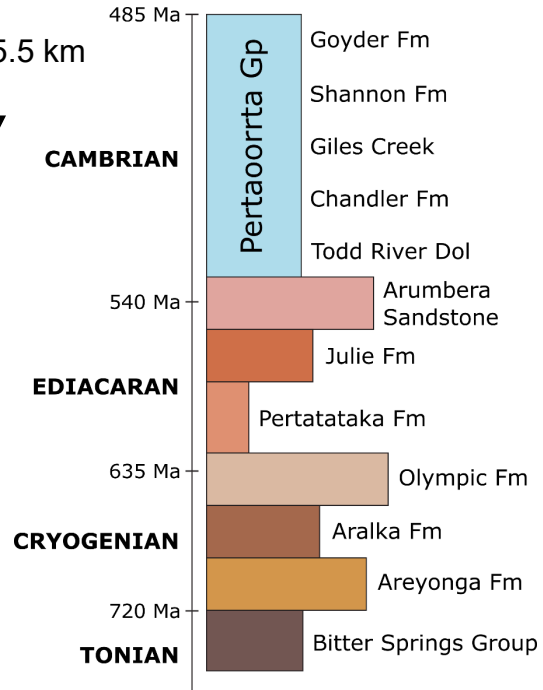 485 Ma
5.5 km
Pertaoorrta Gp
Goyder Fm
Shannon Fm
CAMBRIAN
Giles Creek
Chandler Fm
Todd River Dol
540 Ma
Arumbera
Sandstone
Julie Fm
EDIACARAN
Pertatataka Fm
635 Ma
Olympic Fm
CRYOGENIAN
Aralka Fm
Areyonga Fm
720 Ma
Bitter Springs Group
TONIAN